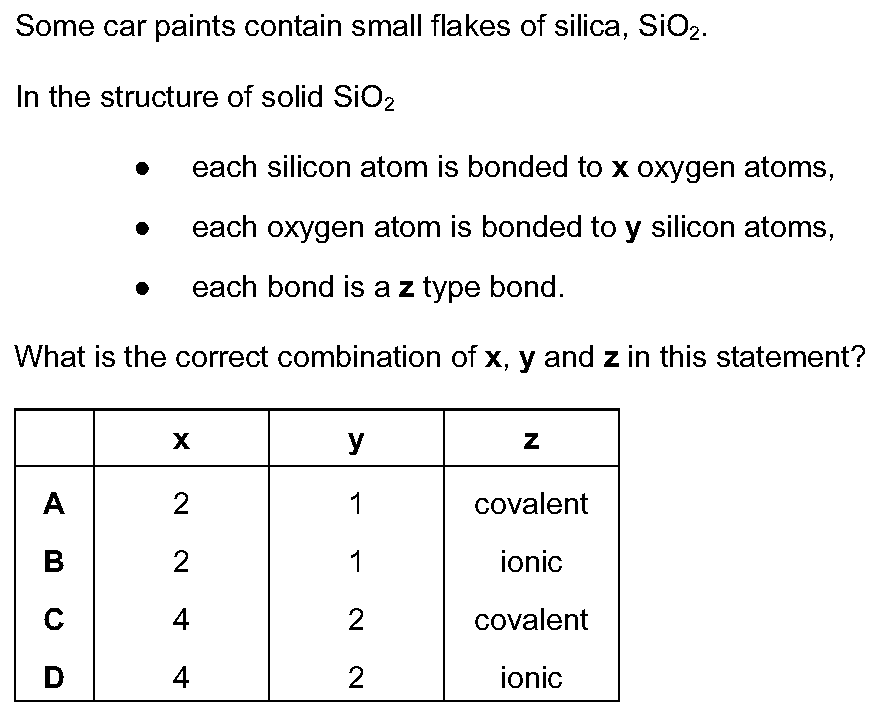 Some car paints contain small flakes of silica, SiO₂.
In the structure of solid SiO₂
● each silicon atom is bonded to x oxygen atoms,
● each oxygen atom is bonded to y silicon atoms,
● each bond is a z type bond.
What is the correct combination of x, y and z in this statement?
x y z
A 2 1 covalent
B 2 1 ionic
C 4 2 covalent
D 4 2 ionic